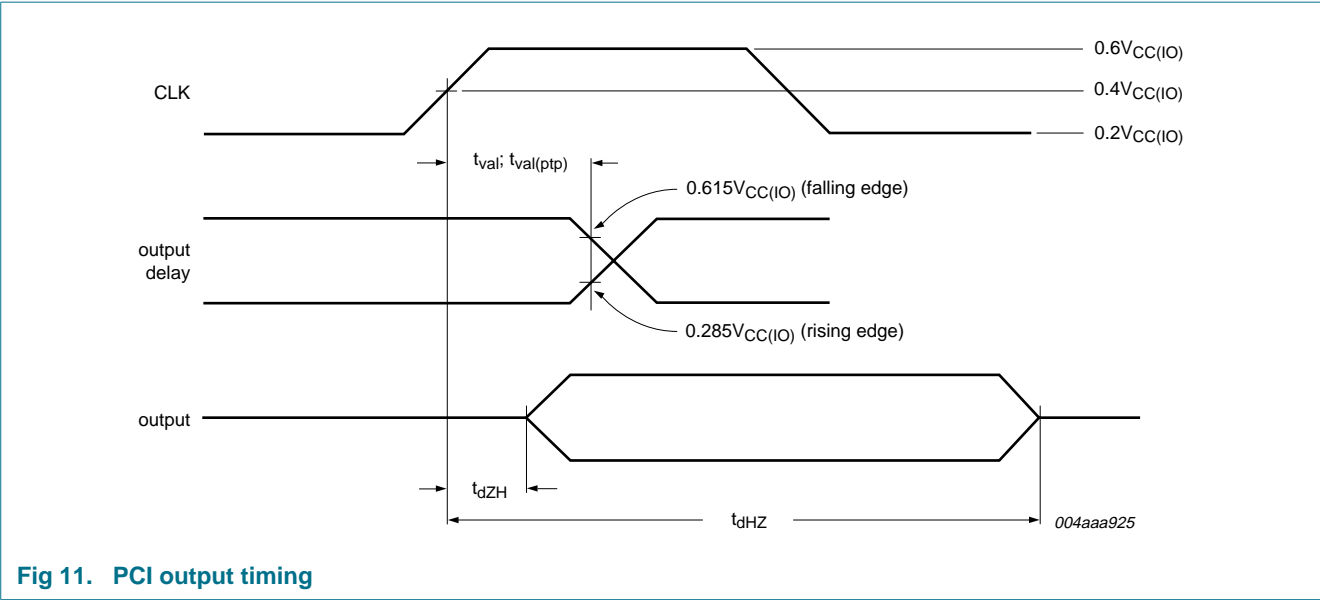 0.6VCC(IO)
CLK
0.4VCC(IO)
0.2VCC(IO)
tval; tval(ptp)
0.615VCC(IO) (falling edge)
output
delay
0.285VCC(IO) (rising edge)
output
tdZH
tdHZ
004aaa925
Fig 11. PCI output timing